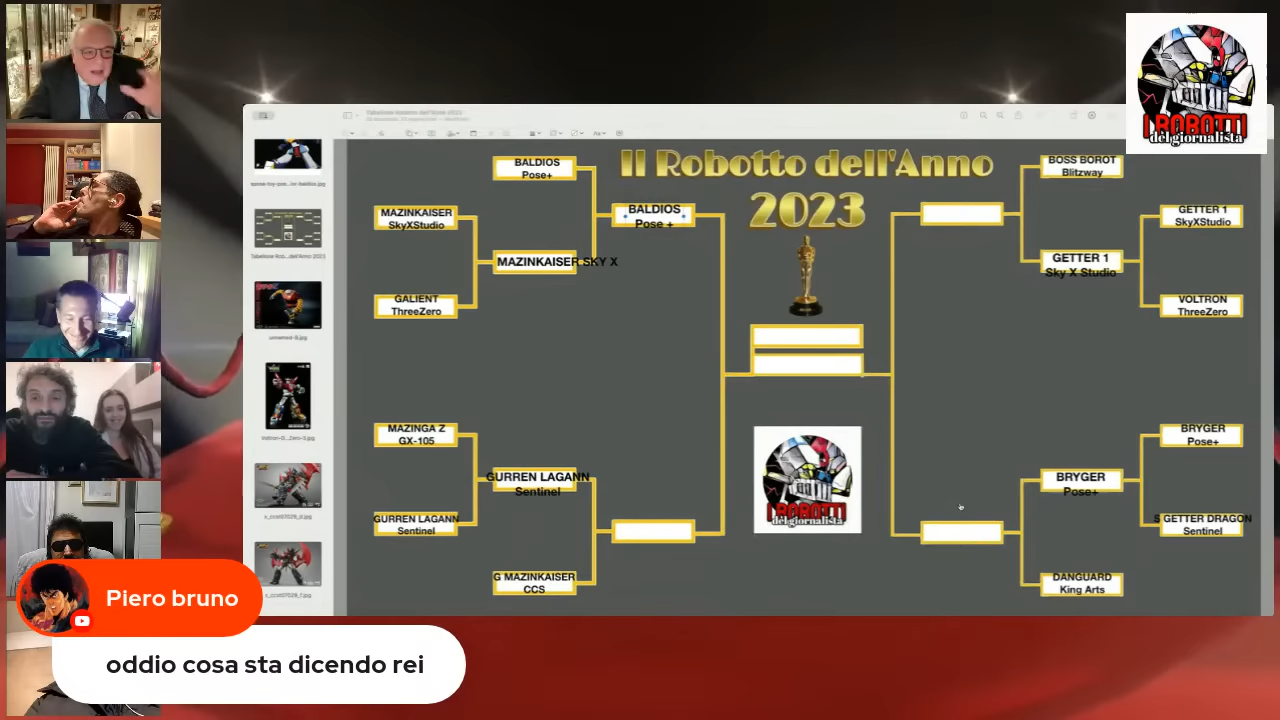 Il Robotto dell'Anno
2023
BALDIOS
Pose+
MAZINKAISER
SkyXStudio
BALDIOS
Pose +
MAZINKAISER SKY X
GALIENT
ThreeZero
MAZINGA Z
GX-105
GURREN LAGANN
Sentinel
GURREN LAGANN
Sentinel
G MAZINKAISER
CCS
BOSS BOROT
Blitzway
GETTER 1
SkyXStudio
GETTER 1
Sky X Studio
VOLTRON
ThreeZero
BRYGER
Pose+
BRYGER
Pose+
S GETTER DRAGON
Sentinel
DANGUARD
King Arts
I ROBOTTI
del giornalista
I ROBOTTI
del giornalista
Piero bruno
oddio cosa sta dicendo rei